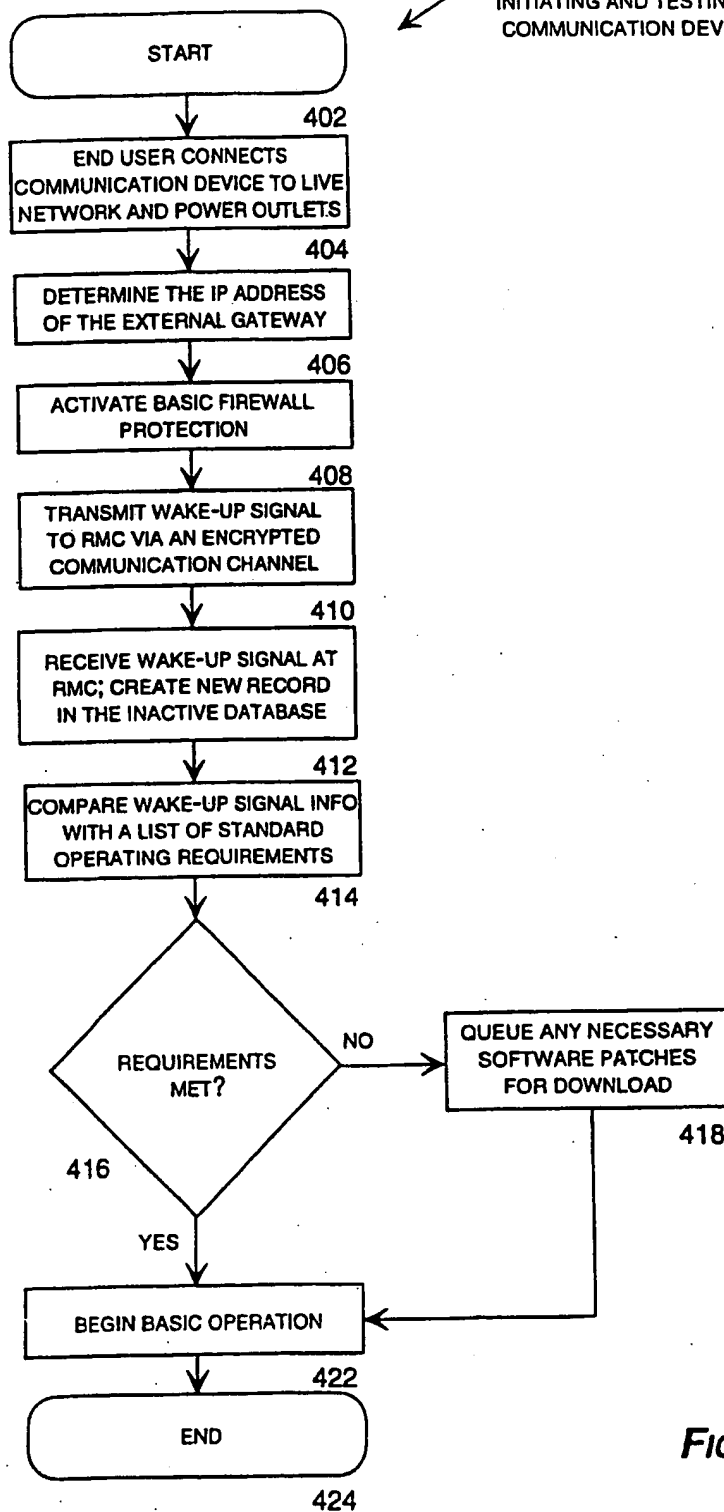 INITIATING AND TESTIN
COMMUNICATION DEV
START
402
END USER CONNECTS
COMMUNICATION DEVICE TO LIVE
NETWORK AND POWER OUTLETS
404
DETERMINE THE IP ADDRESS
OF THE EXTERNAL GATEWAY
406
ACTIVATE BASIC FIREWALL
PROTECTION
408
TRANSMIT WAKE-UP SIGNAL
TO RMC VIA AN ENCRYPTED
COMMUNICATION CHANNEL
410
RECEIVE WAKE-UP SIGNAL AT
RMC; CREATE NEW RECORD
IN THE INACTIVE DATABASE
412
COMPARE WAKE-UP SIGNAL INFO
WITH A LIST OF STANDARD
OPERATING REQUIREMENTS
414
REQUIREMENTS
MET?
416
NO
QUEUE ANY NECESSARY
SOFTWARE PATCHES
FOR DOWNLOAD
418
YES
BEGIN BASIC OPERATION
422
END
424
FIG